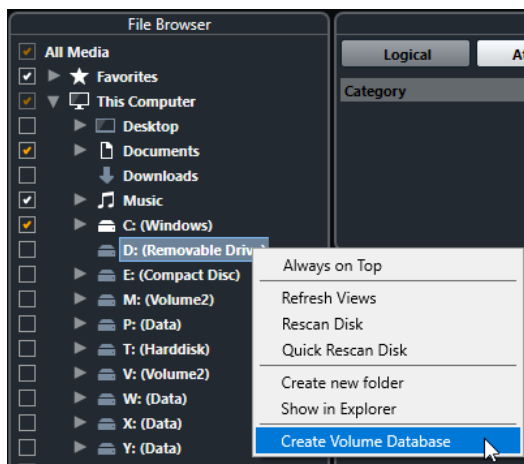 File Browser
All Media
Favorites
This Computer
Desktop
Documents
Downloads
Music
C: (Windows)
D: (Removable Drive)
E: (Compact Disc)
M: (Volume2)
P: (Data)
T: (Harddisk)
V: (Volume2)
W: (Data)
X: (Data)
Y: (Data)
Logical
At
Category
Always on Top
Refresh Views
Rescan Disk
Quick Rescan Disk
Create new folder
Show in Explorer
Create Volume Database